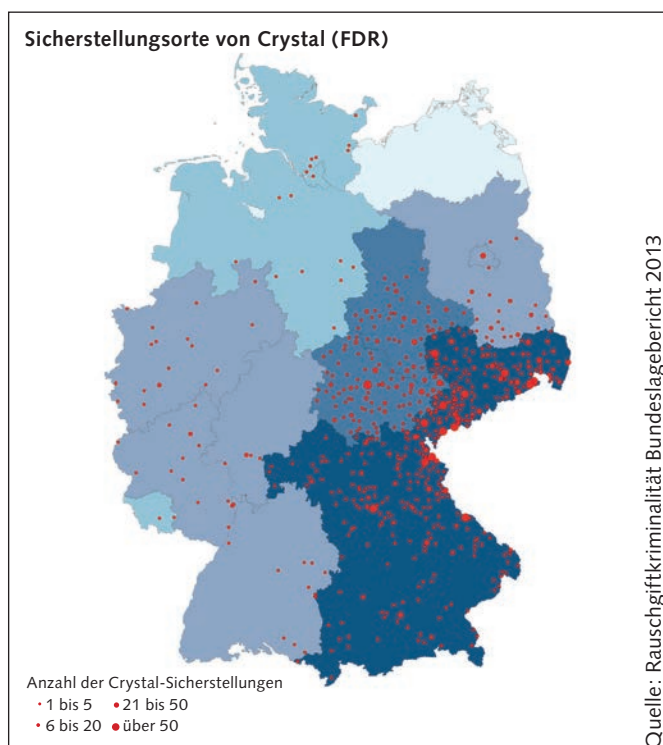 Sicherstellungsorte von Crystal (FDR)
Anzahl der Crystal-Sicherstellungen
1 bis 5
21 bis 50
6 bis 20
über 50
Quelle: Rauschgiftkriminalität Bundeslagebericht 2013